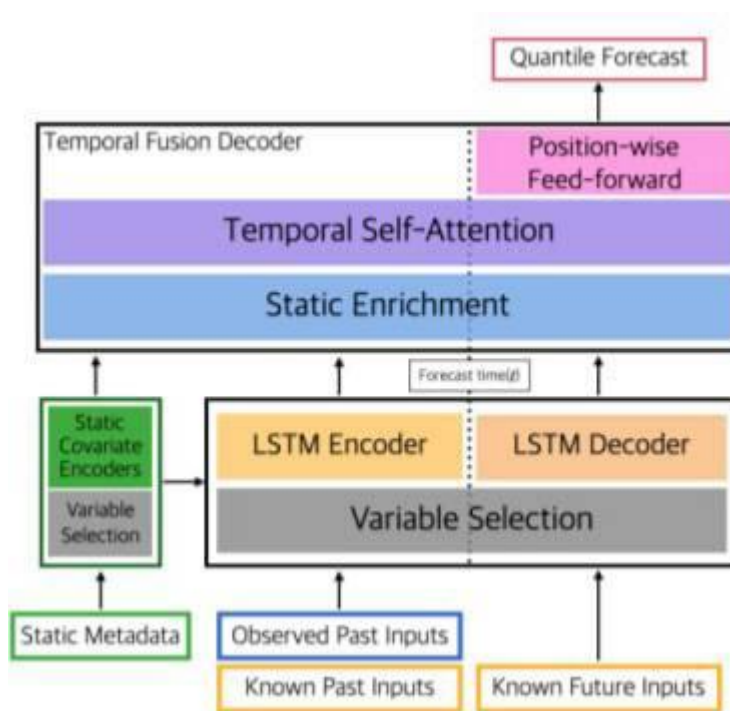 Quantile Forecast
Temporal Fusion Decoder
Position-wise
Feed-forward
Temporal Self-Attention
Static Enrichment
Forecast time(t)
Static
Covariate
Encoders
Variable
Selection
LSTM Encoder
LSTM Decoder
Variable Selection
Static Metadata
Observed Past Inputs
Known Past Inputs
Known Future Inputs